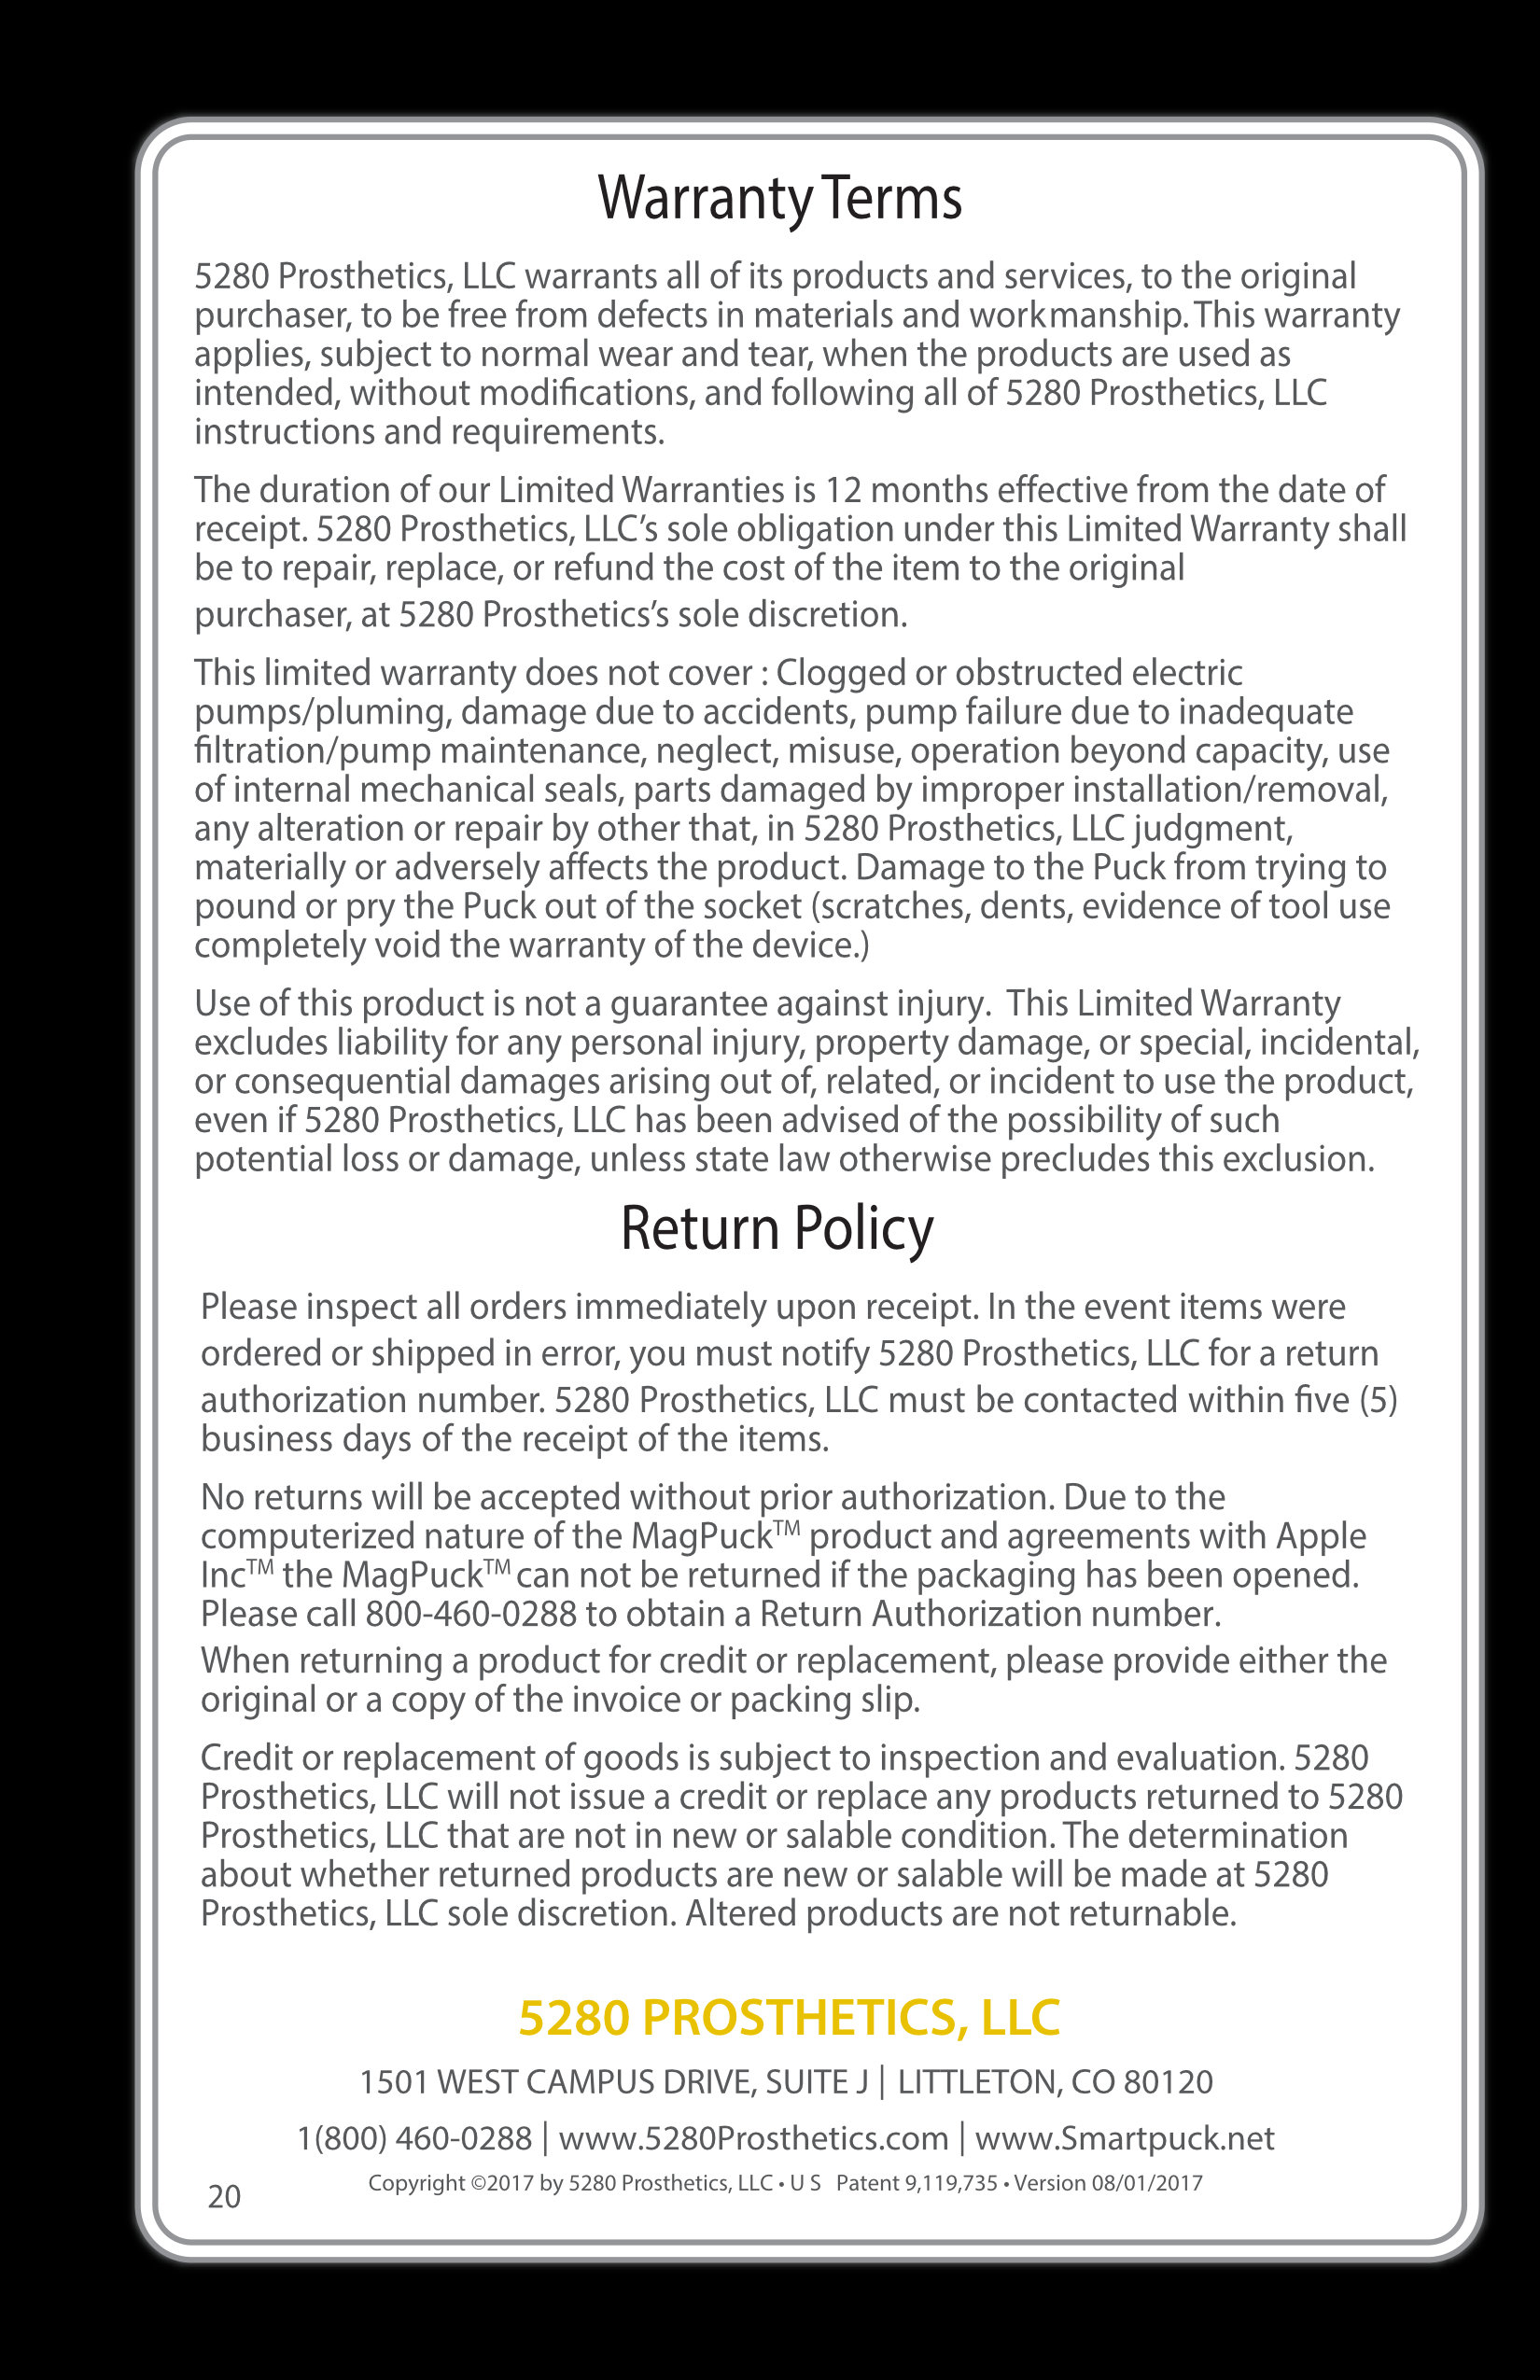 Warranty Terms
5280 Prosthetics, LLC warrants all of its products and services, to the original
purchaser, to be free from defects in materials and workmanship. This warranty
applies, subject to normal wear and tear, when the products are used as
intended, without modifications, and following all of 5280 Prosthetics, LLC
instructions and requirements.
The duration of our Limited Warranties is 12 months effective from the date of
receipt. 5280 Prosthetics, LLC’s sole obligation under this Limited Warranty shall
be to repair, replace, or refund the cost of the item to the original
purchaser, at 5280 Prosthetics’s sole discretion.
This limited warranty does not cover : Clogged or obstructed electric
pumps/pluming, damage due to accidents, pump failure due to inadequate
filtration/pump maintenance, neglect, misuse, operation beyond capacity, use
of internal mechanical seals, parts damaged by improper installation/removal,
any alteration or repair by other that, in 5280 Prosthetics, LLC judgment,
materially or adversely affects the product. Damage to the Puck from trying to
pound or pry the Puck out of the socket (scratches, dents, evidence of tool use
completely void the warranty of the device.)
Use of this product is not a guarantee against injury.  This Limited Warranty
excludes liability for any personal injury, property damage, or special, incidental,
or consequential damages arising out of, related, or incident to use the product,
even if 5280 Prosthetics, LLC has been advised of the possibility of such
potential loss or damage, unless state law otherwise precludes this exclusion.
Return Policy
Please inspect all orders immediately upon receipt. In the event items were
ordered or shipped in error, you must notify 5280 Prosthetics, LLC for a return
authorization number. 5280 Prosthetics, LLC must be contacted within five (5)
business days of the receipt of the items.
No returns will be accepted without prior authorization. Due to the
computerized nature of the MagPuck™ product and agreements with Apple
Inc™ the MagPuck™ can not be returned if the packaging has been opened.
Please call 800-460-0288 to obtain a Return Authorization number.
When returning a product for credit or replacement, please provide either the
original or a copy of the invoice or packing slip.
Credit or replacement of goods is subject to inspection and evaluation. 5280
Prosthetics, LLC will not issue a credit or replace any products returned to 5280
Prosthetics, LLC that are not in new or salable condition. The determination
about whether returned products are new or salable will be made at 5280
Prosthetics, LLC sole discretion. Altered products are not returnable.
5280 PROSTHETICS, LLC
1501 WEST CAMPUS DRIVE, SUITE J | LITTLETON, CO 80120
1(800) 460-0288 | www.5280Prosthetics.com | www.Smartpuck.net
Copyright ©2017 by 5280 Prosthetics, LLC • U S  Patent 9,119,735 • Version 08/01/2017
20